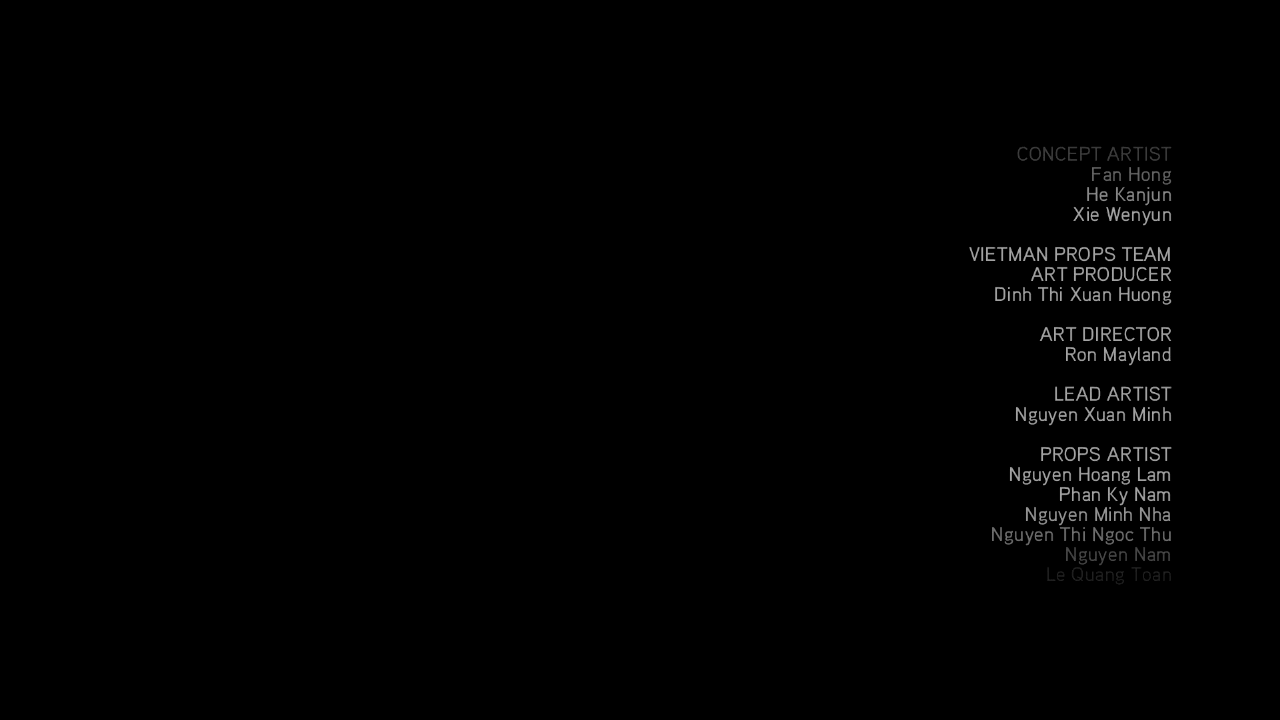 CONCEPT ARTIST
Fan Hong
He Kanjun
Xie Wenyun
VIETMAN PROPS TEAM
ART PRODUCER
Dinh Thi Xuan Huong
ART DIRECTOR
Ron Mayland
LEAD ARTIST
Nguyen Xuan Minh
PROPS ARTIST
Nguyen Hoang Lam
Phan Ky Nam
Nguyen Minh Nha
Nguyen Thi Ngoc Thu
Nguyen Nam
Le Quang Toan